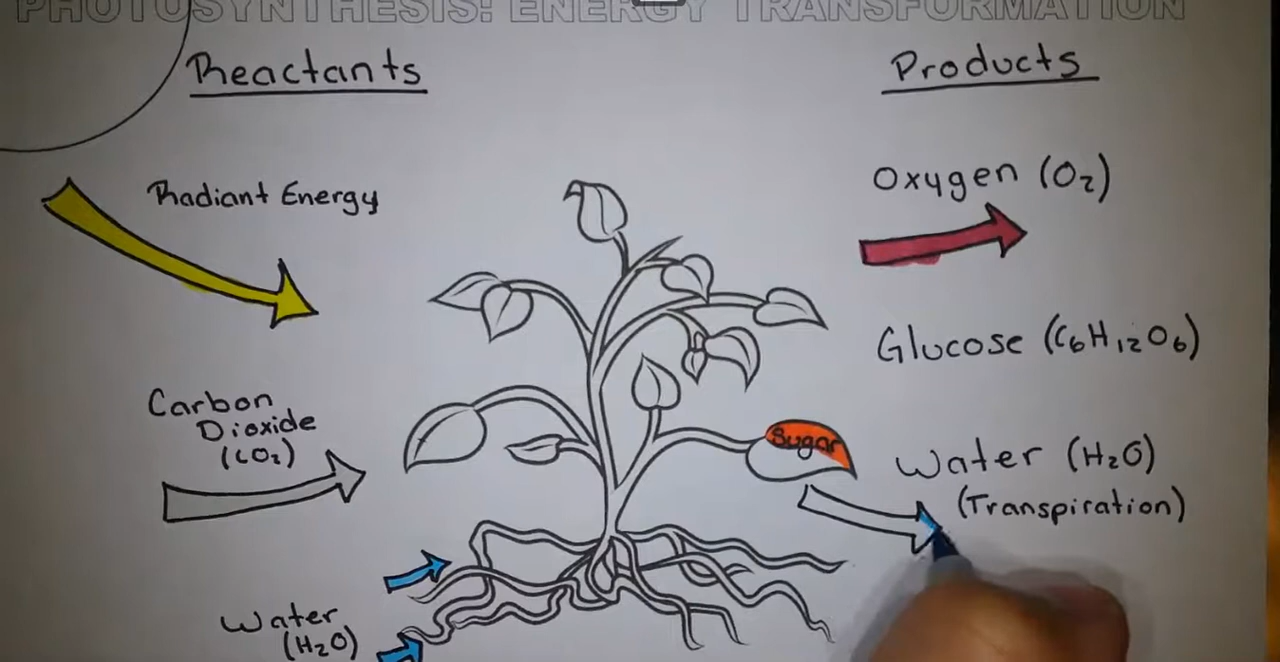 PHOTOSYNTHESIS: ENERGY TRANSFORMATION
Reactants
Products
Radiant Energy
Oxygen (O₂)
Glucose (C₆H₁₂O₆)
Carbon
Dioxide
(CO₂)
Sugar
Water (H₂O)
(Transpiration)
Water
(H₂O)